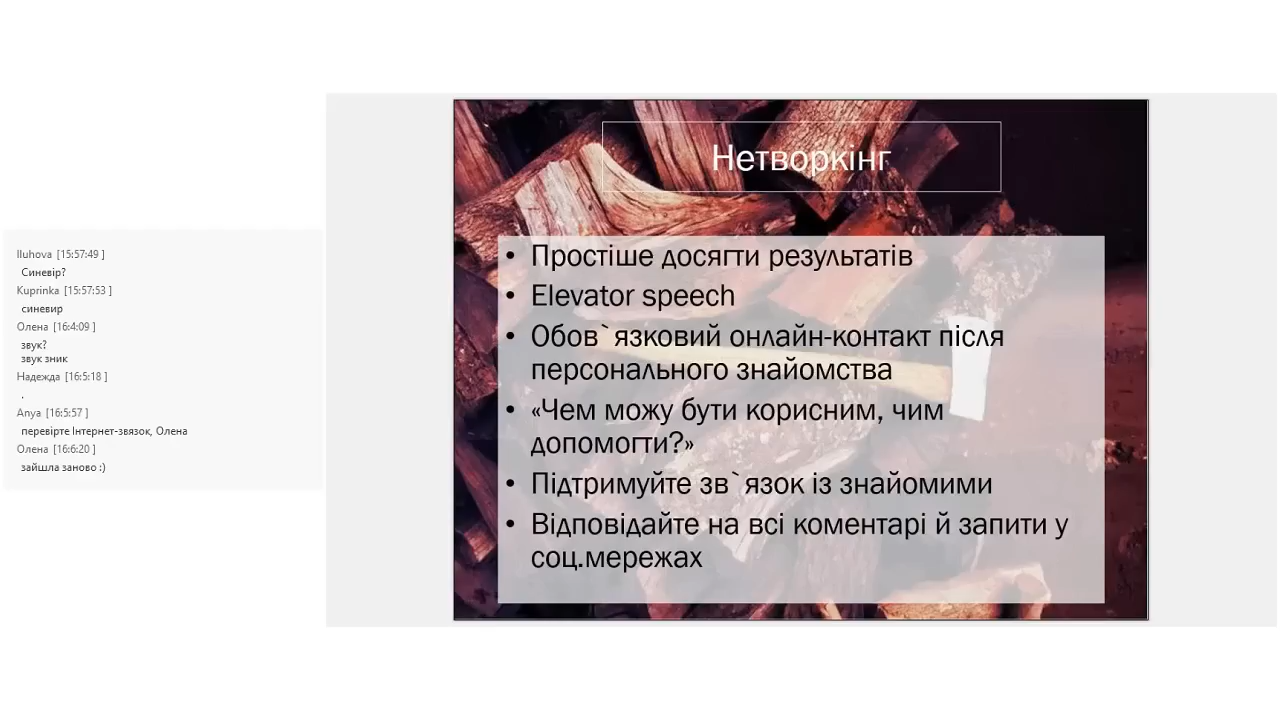 Iluhova [15:57:49 ]
Синевір?
Kuprinka [15:57:53 ]
синевир
Олена [16:4:09 ]
звук?
звук зник
Надежда [16:5:18 ]
.
Anya [16:5:57 ]
перевірте Інтернет-звязок, Олена
Олена [16:6:20 ]
зайшла заново :)
Нетворкінг
• Простіше досягти результатів
• Elevator speech
• Обов`язковий онлайн-контакт після
персонального знайомства
• «Чем можу бути корисним, чим
допомогти?»
• Підтримуйте зв`язок із знайомими
• Відповідайте на всі коментарі й запити у
соц.мережах